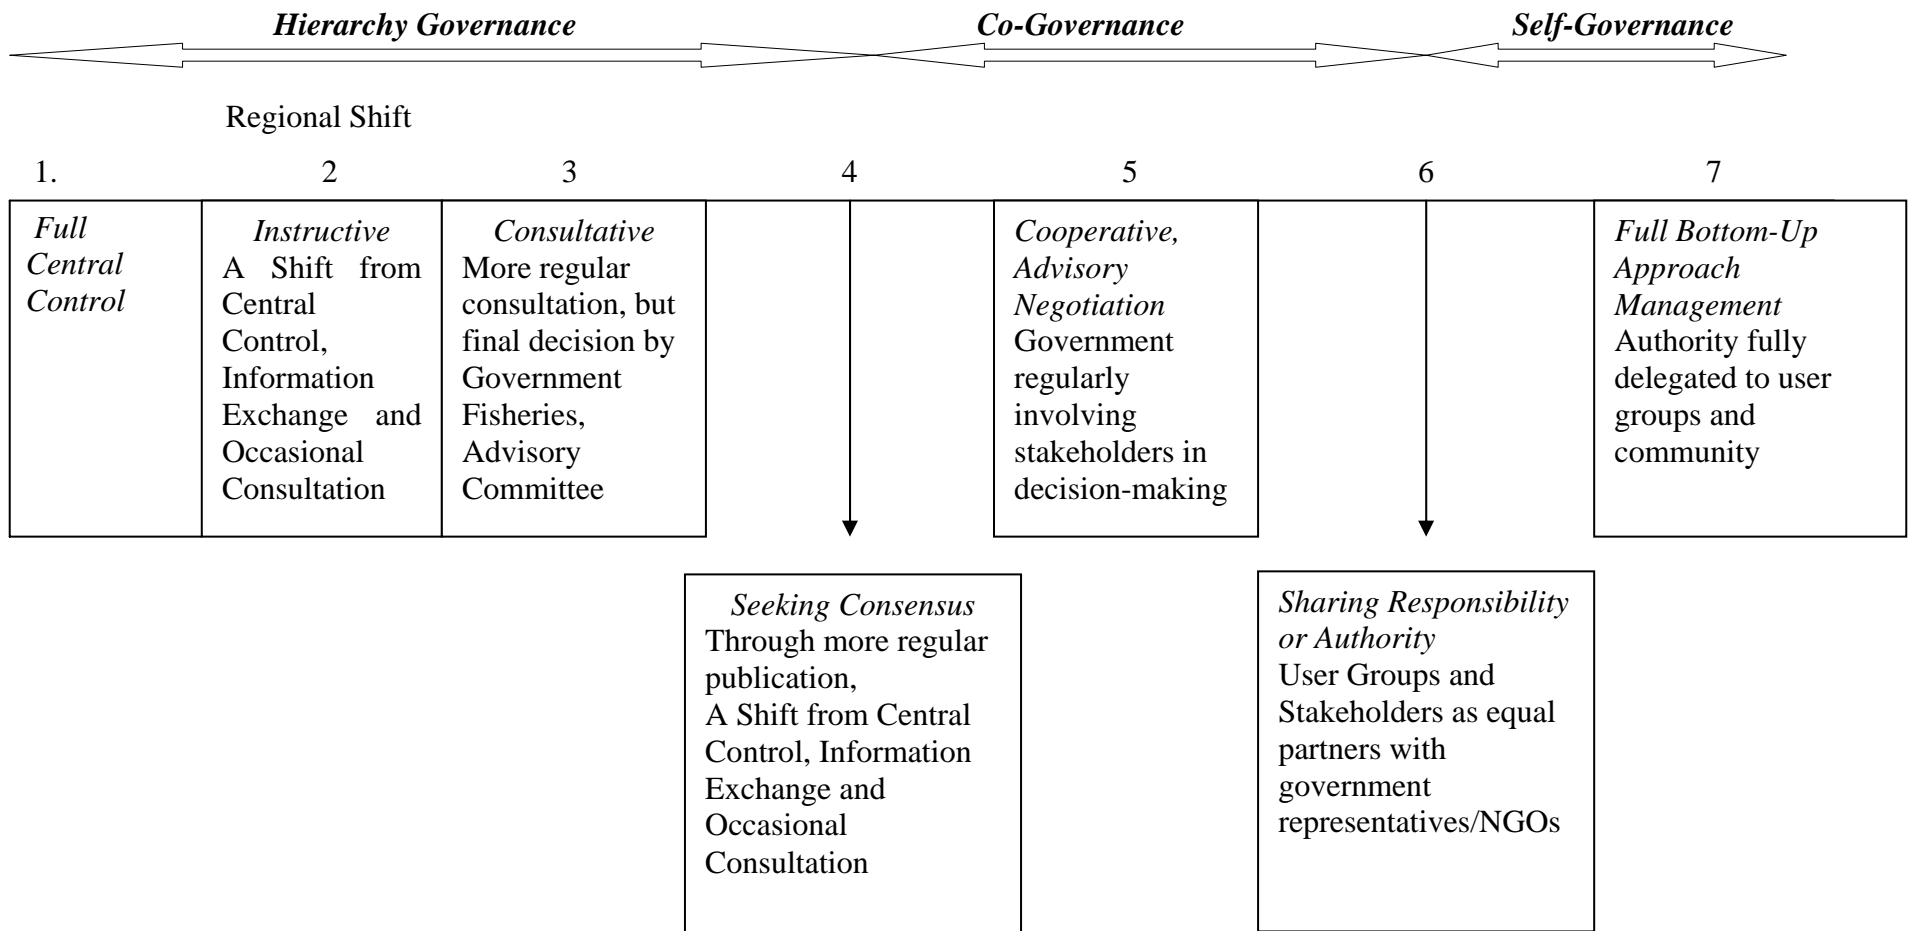 Hierarchy Governance
Co-Governance
Self-Governance
Regional Shift
1.
2
3
4
5
6
7
Full
Central
Control
Instructive
A Shift from
Central
Control,
Information
Exchange and
Occasional
Consultation
Consultative
More regular
consultation, but
final decision by
Government
Fisheries,
Advisory
Committee
Cooperative,
Advisory
Negotiation
Government
regularly
involving
stakeholders in
decision-making
Full Bottom-Up
Approach
Management
Authority fully
delegated to user
groups and
community
Seeking Consensus
Through more regular
publication,
A Shift from Central
Control, Information
Exchange and
Occasional
Consultation
Sharing Responsibility
or Authority
User Groups and
Stakeholders as equal
partners with
government
representatives/NGOs